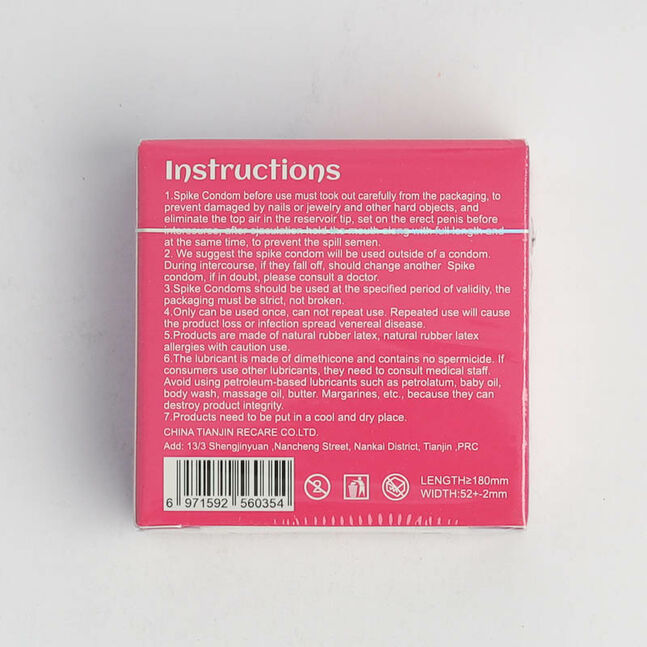 Instructions
1.Spike Condom before use must took out carefully from the packaging, to
prevent damaged by nails or jewelry and other hard objects, and
eliminate the top air in the reservoir tip, set on the erect penis before
intercourse, after ejaculation hold the mouth along with full length and
at the same time, to prevent the spill semen.
2. We suggest the spike condom will be used outside of a condom.
During intercourse, if they fall off, should change another Spike
condom, if in doubt, please consult a doctor.
3.Spike Condoms should be used at the specified period of validity, the
packaging must be strict, not broken.
4.Only can be used once, can not repeat use. Repeated use will cause
the product loss or infection spread venereal disease.
5.Products are made of natural rubber latex, natural rubber latex
allergies with caution use.
6.The lubricant is made of dimethicone and contains no spermicide. If
consumers use other lubricants, they need to consult medical staff.
Avoid using petroleum-based lubricants such as petrolatum, baby oil,
body wash, massage oil, butter. Margarines, etc., because they can
destroy product integrity.
7.Products need to be put in a cool and dry place.
CHINA TIANJIN RECARE CO.LTD.
Add: 13/3 Shengjinyuan ,Nancheng Street, Nankai District, Tianjin ,PRC
LENGTH≥180mm
WIDTH:52+-2mm
6 971592 560354
2